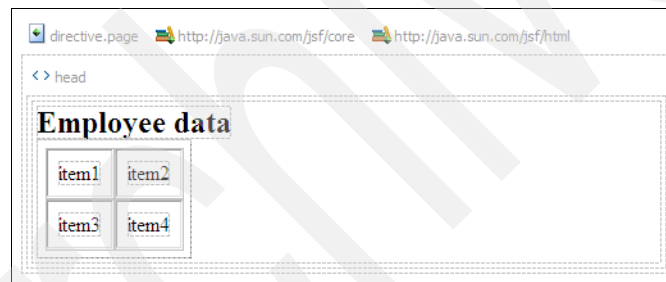 directive.page http://java.sun.com/jsf/core http://java.sun.com/jsf/html
<> head
Employee data
item1 item2
item3 item4